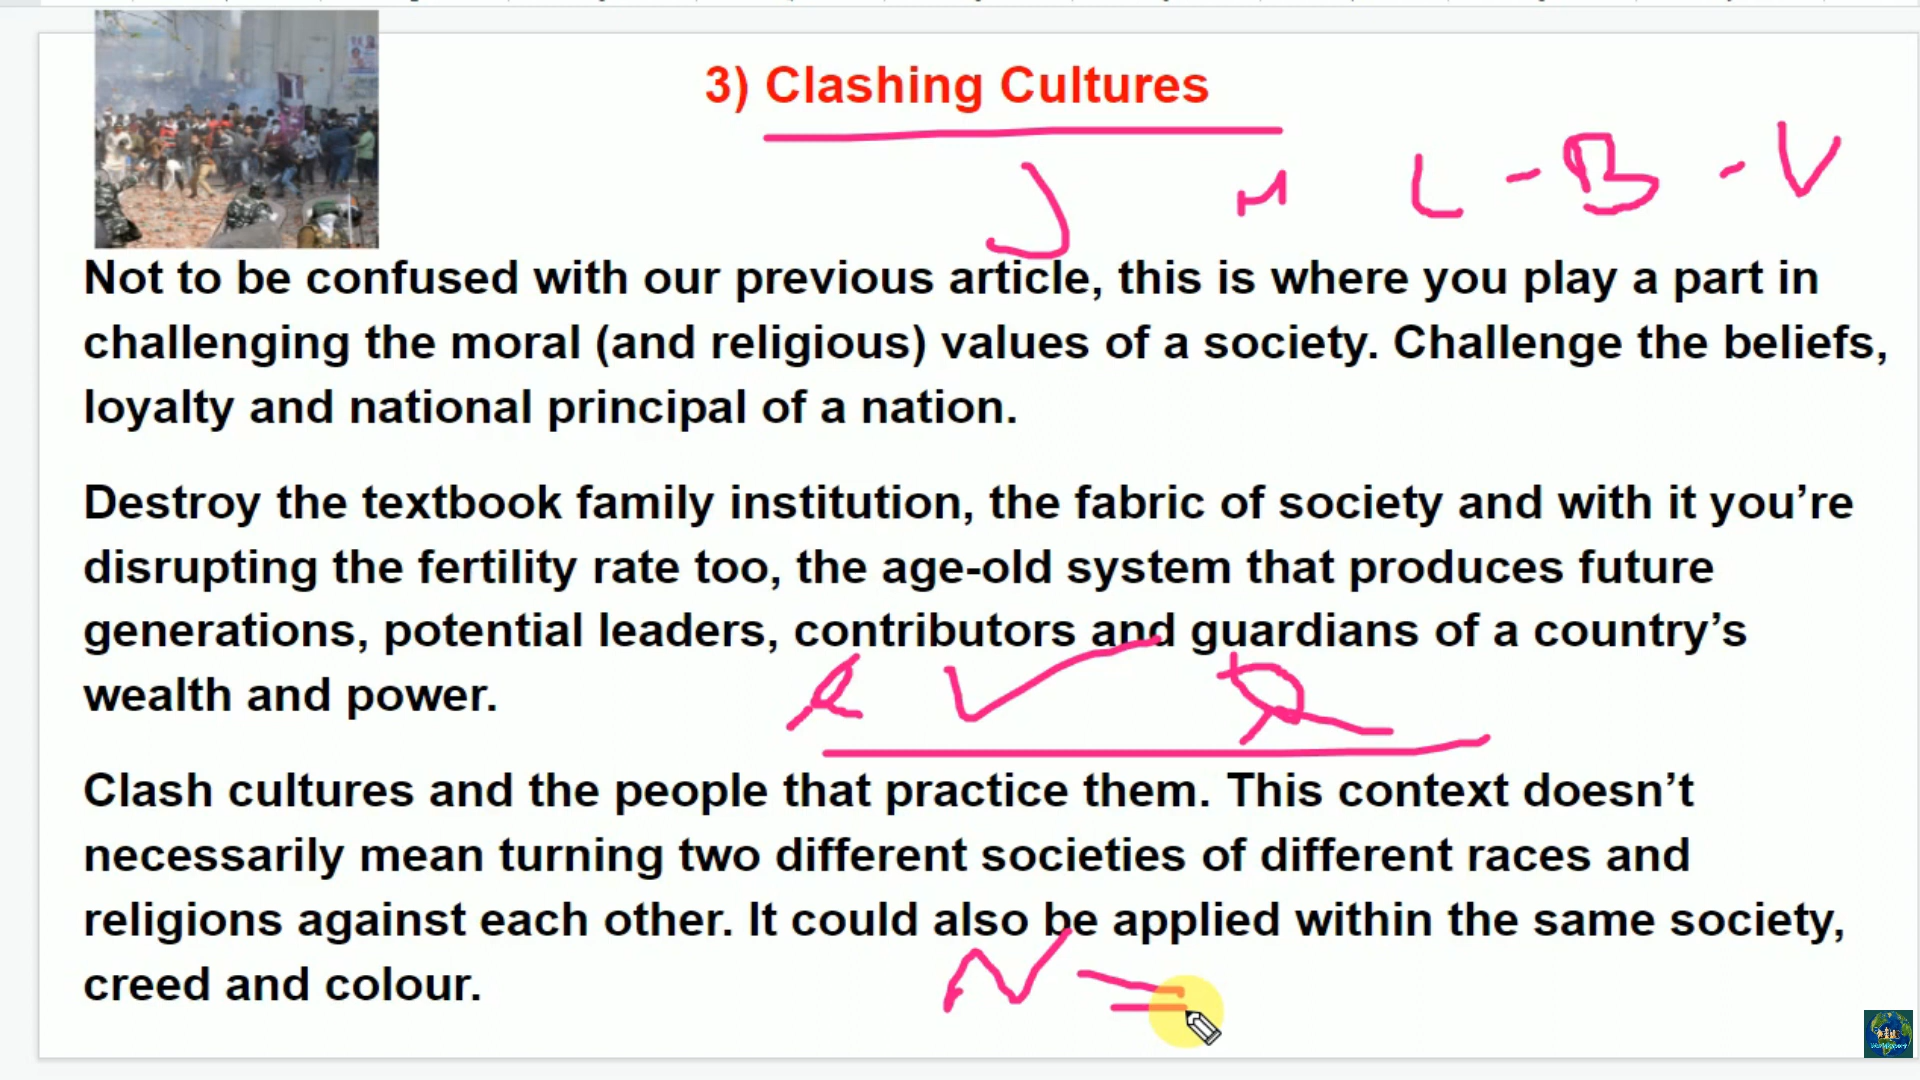 3) Clashing Cultures
J M L - B - V
Not to be confused with our previous article, this is where you play a part in
challenging the moral (and religious) values of a society. Challenge the beliefs,
loyalty and national principal of a nation.
Destroy the textbook family institution, the fabric of society and with it you’re
disrupting the fertility rate too, the age-old system that produces future
generations, potential leaders, contributors and guardians of a country’s
wealth and power.
Clash cultures and the people that practice them. This context doesn’t
necessarily mean turning two different societies of different races and
religions against each other. It could also be applied within the same society,
creed and colour.
N